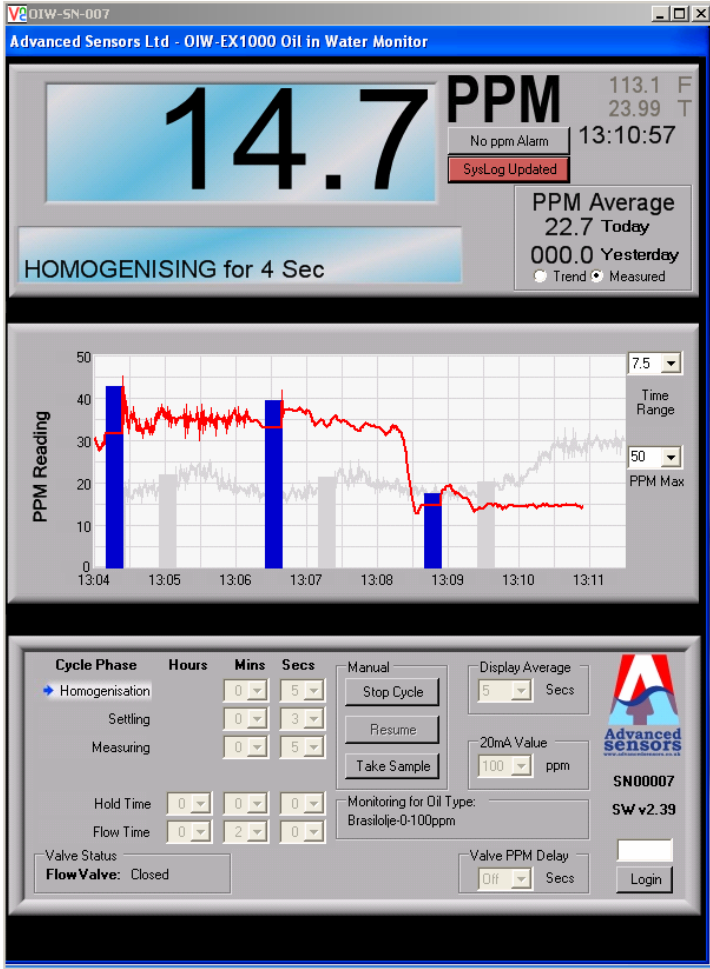 OIW-SN-007
Advanced Sensors Ltd - OIW-EX1000 Oil in Water Monitor
14.7 PPM
113.1 F
23.99 T
13:10:57
No ppm Alarm
SysLog Updated
PPM Average
22.7 Today
000.0 Yesterday
Trend Measured
HOMOGENISING for 4 Sec
PPM Reading
50
40
30
20
10
0
13:04 13:05 13:06 13:07 13:08 13:09 13:10 13:11
7.5
Time
Range
50
PPM Max
Cycle Phase Hours Mins Secs
Homogenisation 0 5
Settling 0 3
Measuring 0 5
Hold Time 0 0 0
Flow Time 0 2 0
Valve Status
Flow Valve: Closed
Manual
Stop Cycle
Resume
Take Sample
Monitoring for Oil Type:
Brasilolje-0-100ppm
Display Average
5 Secs
20mA Value
100 ppm
Valve PPM Delay
Off Secs
Advanced
sensors
www.advancedsensors.co.uk
SN00007
SW v2.39
Login